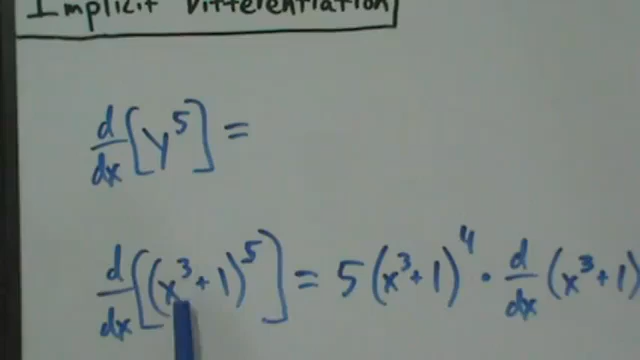 Implicit Differentiation
d/dx [y^5] =
d/dx [(x^3 + 1)^5] = 5(x^3 + 1)^4 · d/dx (x^3 + 1)